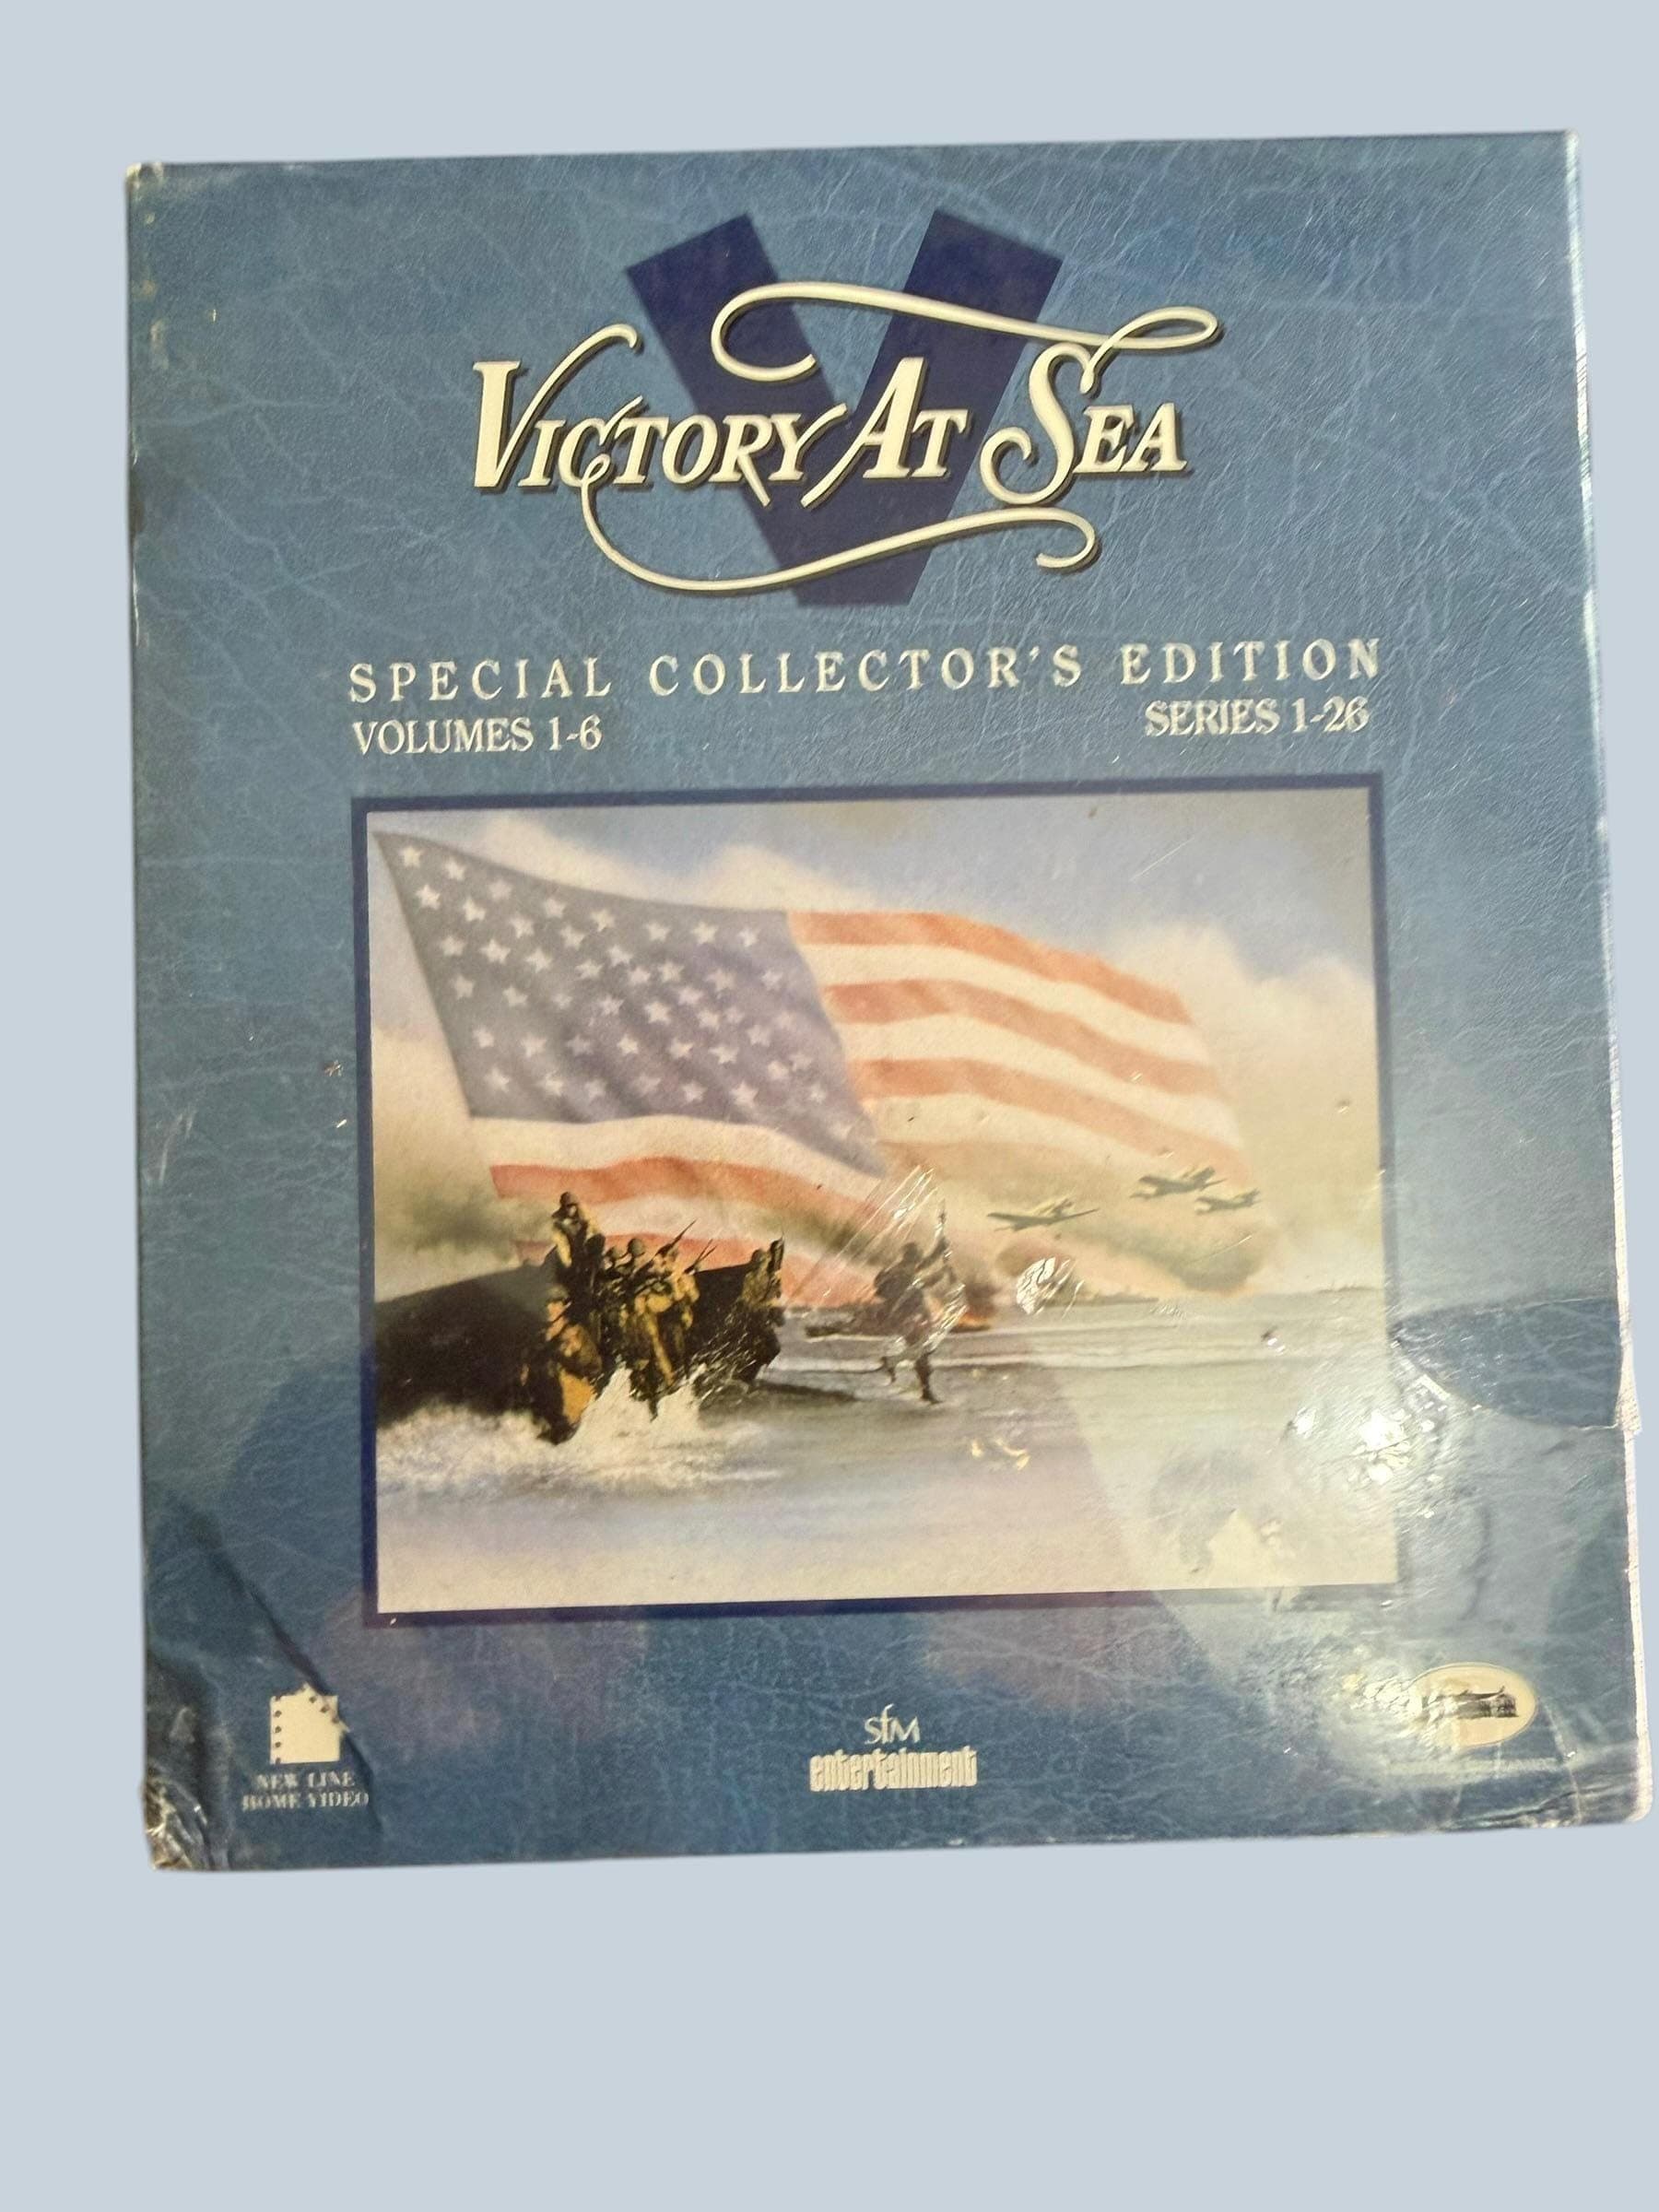 VICTORY AT SEA
SPECIAL COLLECTOR'S EDITION
VOLUMES 1-6 SERIES 1-26
NEW LINE
HOME VIDEO
sfm
entertainment